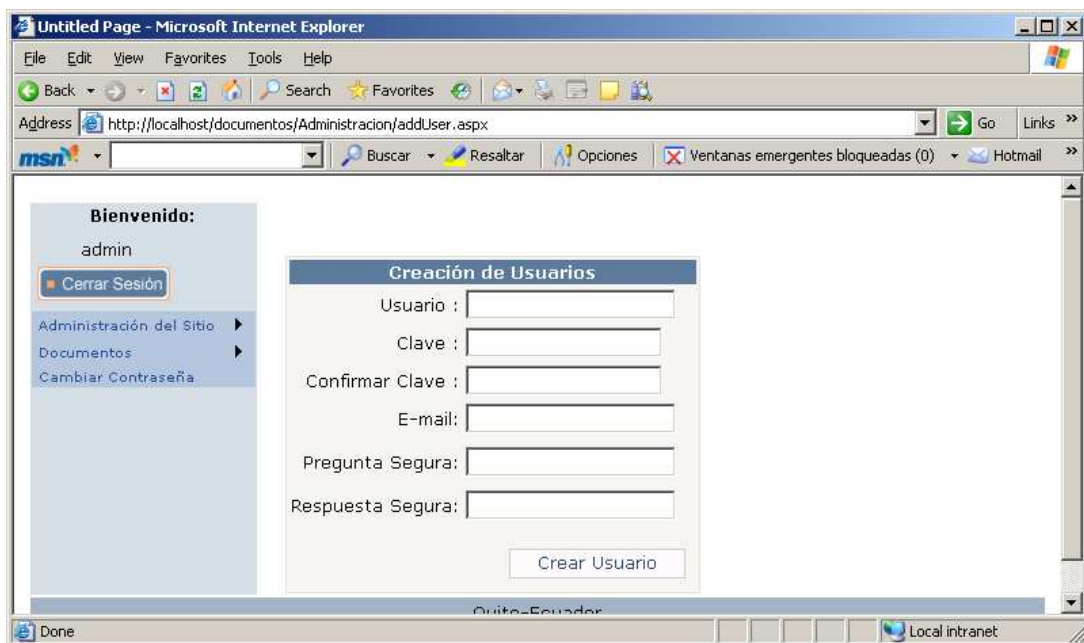 Untitled Page - Microsoft Internet Explorer
File Edit View Favorites Tools Help
Back Search Favorites
Address http://localhost/documentos/Administracion/addUser.aspx Go Links »
msn Buscar Resaltar Opciones Ventanas emergentes bloqueadas (0) Hotmail »
Bienvenido:
admin
Cerrar Sesión
Administración del Sitio
Documentos
Cambiar Contraseña
Creación de Usuarios
Usuario :
Clave :
Confirmar Clave :
E-mail:
Pregunta Segura:
Respuesta Segura:
Crear Usuario
Quito-Ecuador
Done Local intranet